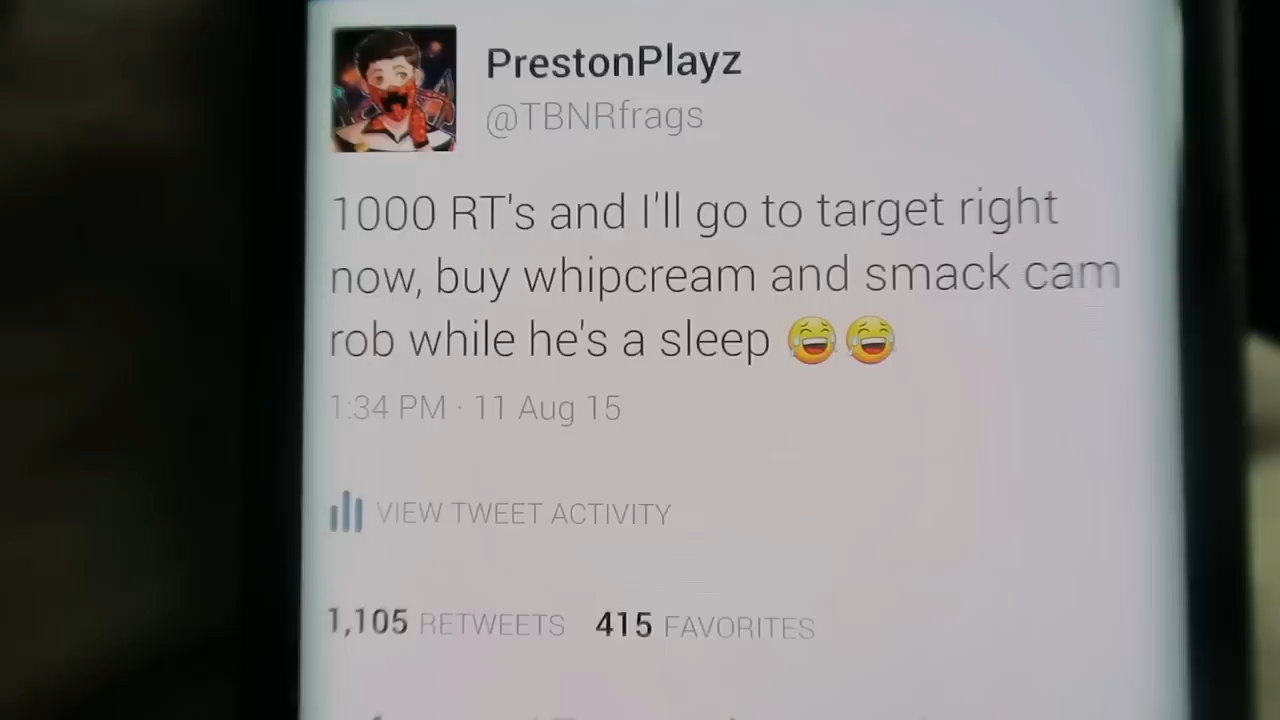 PrestonPlayz
@TBNRfrags
1000 RT's and I'll go to target right
now, buy whipcream and smack cam
rob while he's a sleep 😂😂
1:34 PM · 11 Aug 15
VIEW TWEET ACTIVITY
1,105 RETWEETS 415 FAVORITES